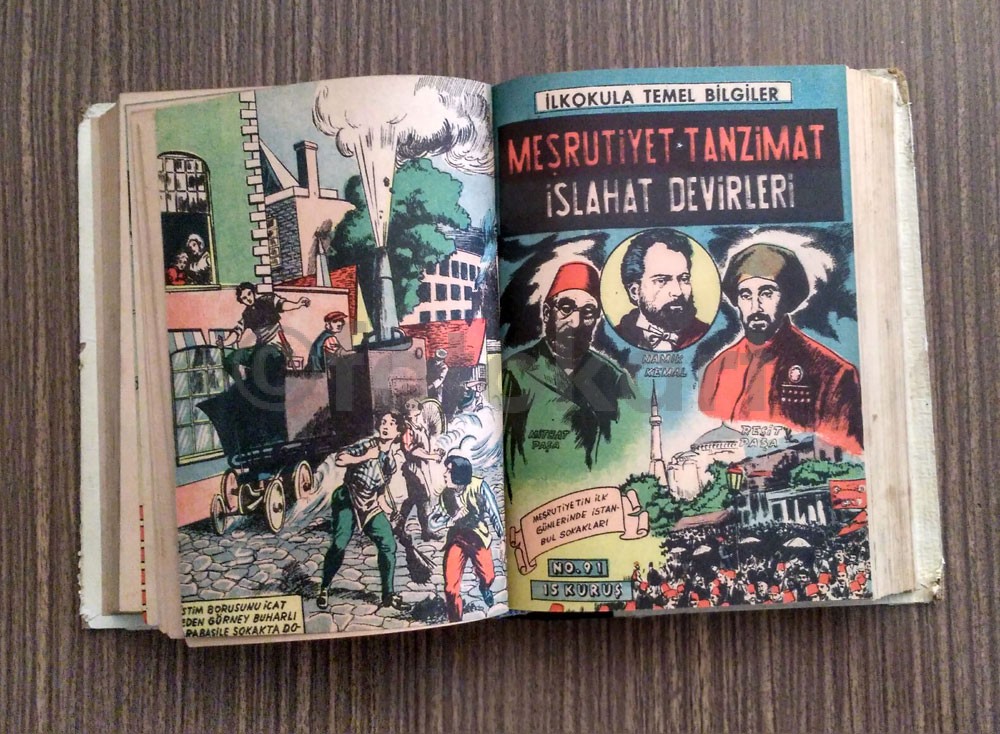 STİM BORUSUNU İCAT
EDEN GÜRNEY BUHARLI
RABASİLE SOKAKTA DO-
İLKOKULA TEMEL BİLGİLER
MEŞRUTİYET-TANZİMAT
İSLAHAT DEVİRLERİ
NAMIK
KEMAL
MİTHAT
PAŞA
REŞİT
PAŞA
MEŞRUTİYETİN İLK
GÜNLERİNDE İSTAN-
BUL SOKAKLARI
NO. 91
15 KURUŞ